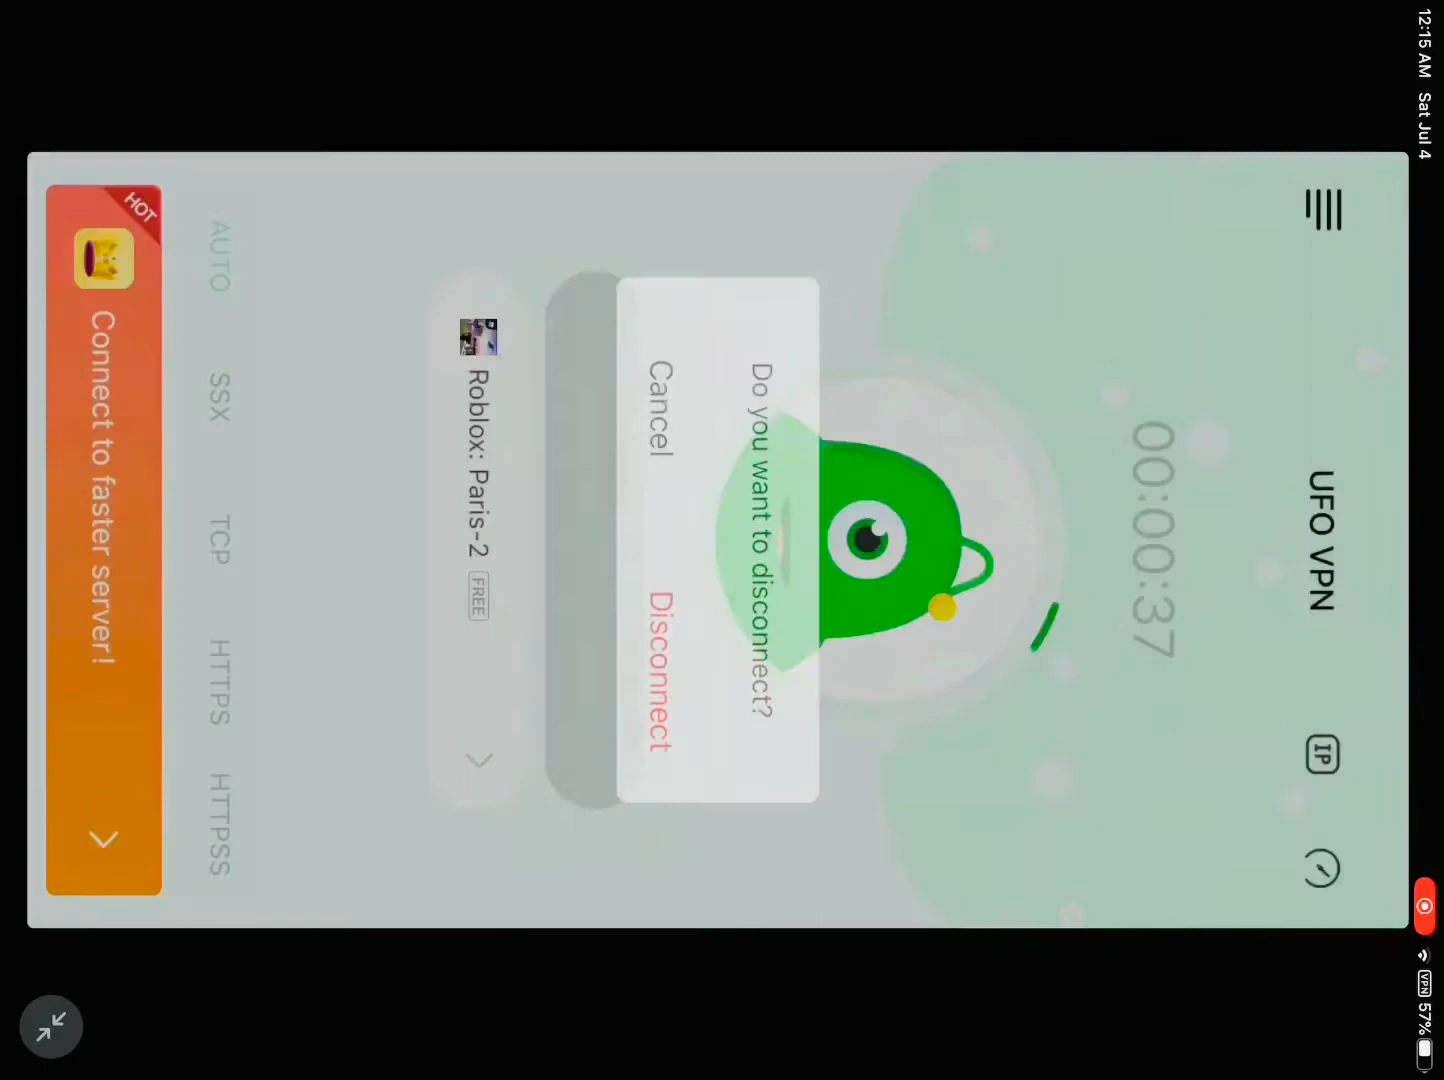 12:15 AM Sat Jul 4
VPN 57%
UFO VPN
IP
00:00:37
Do you want to disconnect?
Cancel Disconnect
Roblox: Paris-2 FREE
AUTO SSX TCP HTTPS HTTPSS
HOT
Connect to faster server!